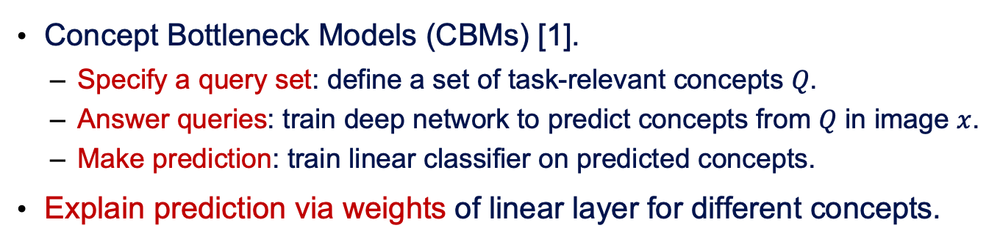 • Concept Bottleneck Models (CBMs) [1].
– Specify a query set: define a set of task-relevant concepts Q.
– Answer queries: train deep network to predict concepts from Q in image x.
– Make prediction: train linear classifier on predicted concepts.
• Explain prediction via weights of linear layer for different concepts.